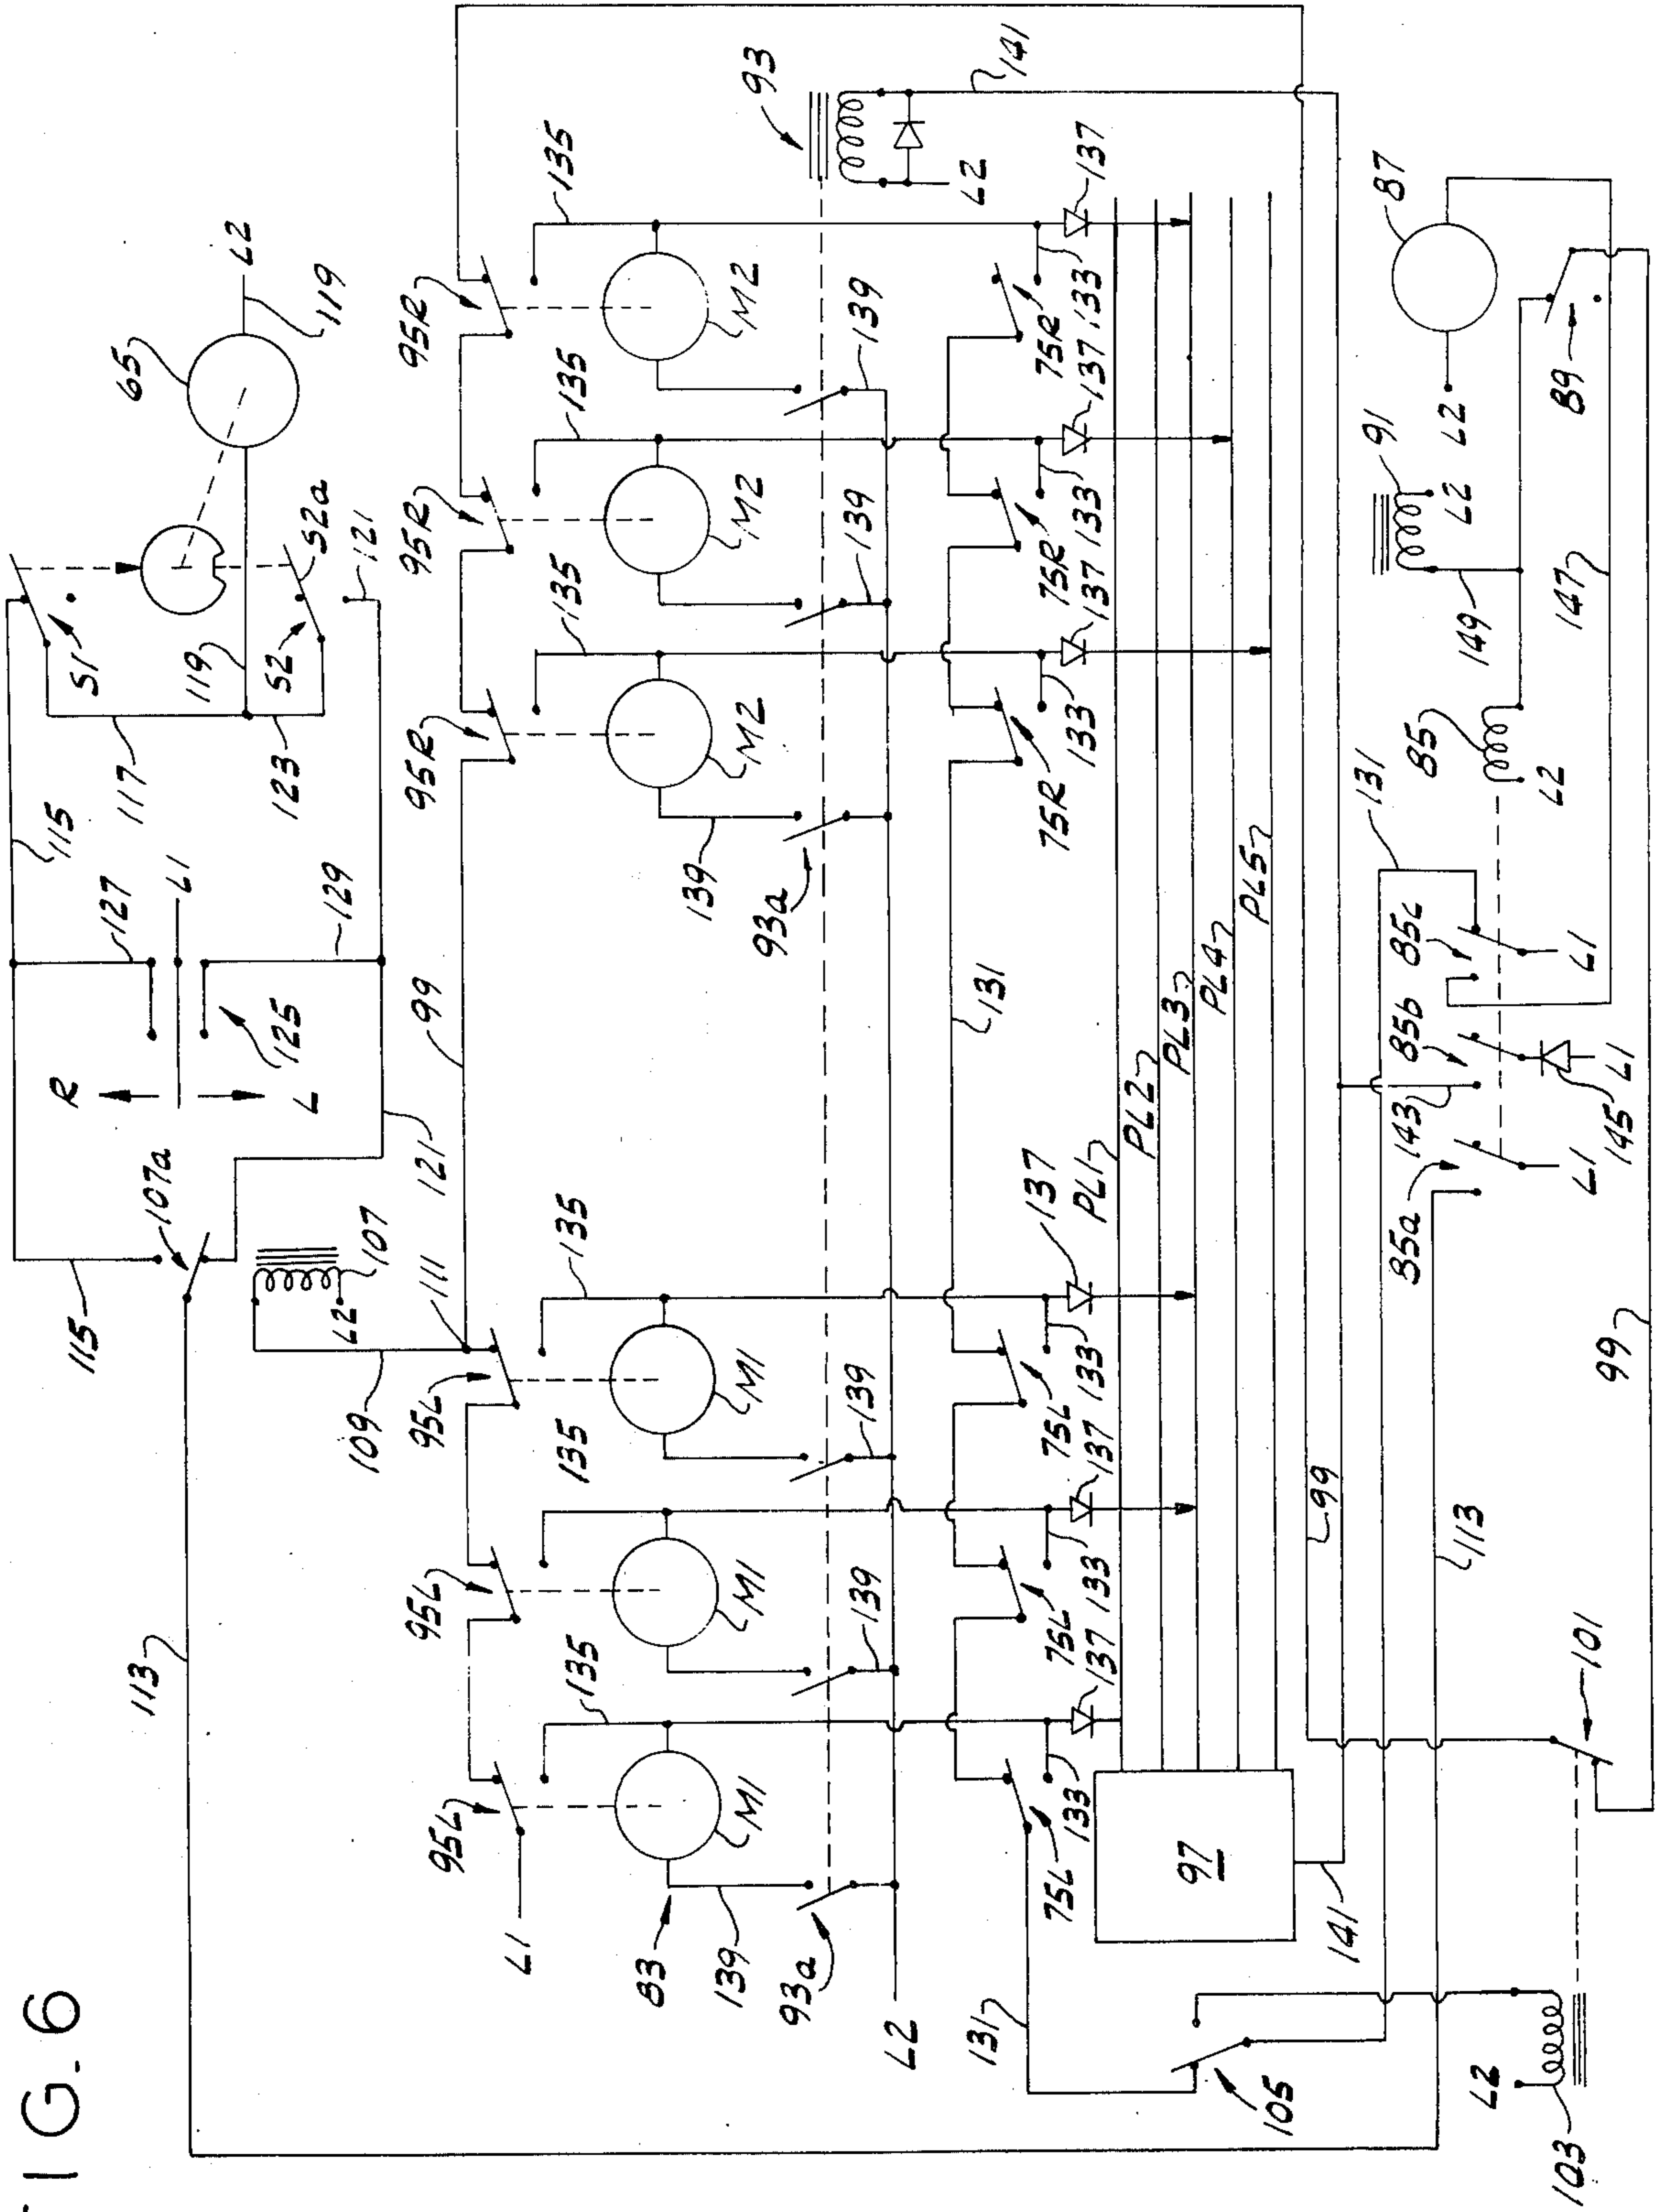 FIG. 6
113
115
107a
R
L
127
L1
125
129
115
117
S1
119
S2
S2a
121
123
65
L2
119
121
107
L2
109
111
99
95L
95L
95L
95R
95R
95R
L1
135
135
135
135
135
135
83
M1
M1
M1
M2
M2
M2
93
141
L2
139
139
139
139
139
139
93a
93a
L2
131
131
75L
75L
75L
75R
75R
75R
133
133
133
133
133
133
137
137
137
137
137
137
97
PL1
PL2
PL3
PL4
PL5
141
99
105
113
131
85a
85b
85c
143
L1
145
L1
L1
85
L2
149
91
L2
147
87
L2
89
99
101
103
L2